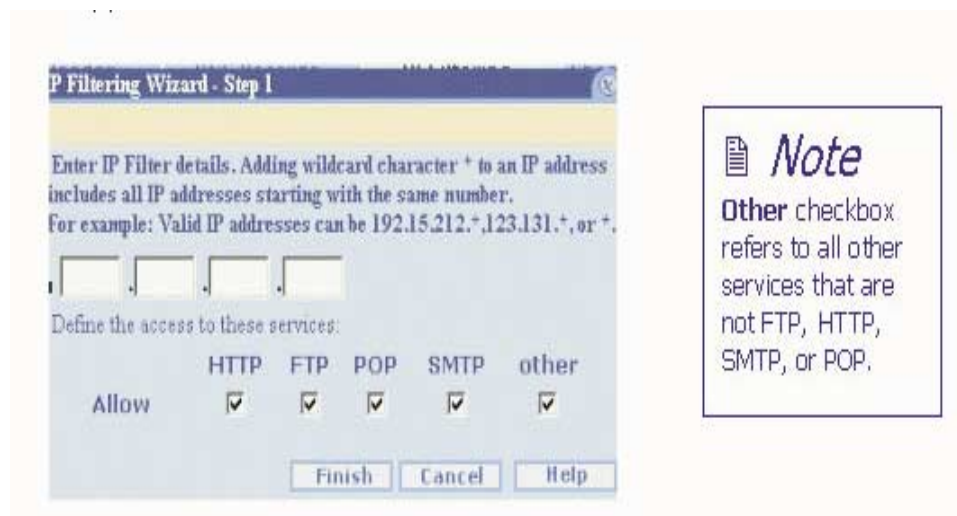 P Filtering Wizard - Step 1
Enter IP Filter details. Adding wildcard character * to an IP address
includes all IP addresses starting with the same number.
For example: Valid IP addresses can be 192.15.212.*,123.131.*, or *.
. . .
Define the access to these services:
HTTP FTP POP SMTP other
Allow
Finish Cancel Help
Note
Other checkbox
refers to all other
services that are
not FTP, HTTP,
SMTP, or POP.